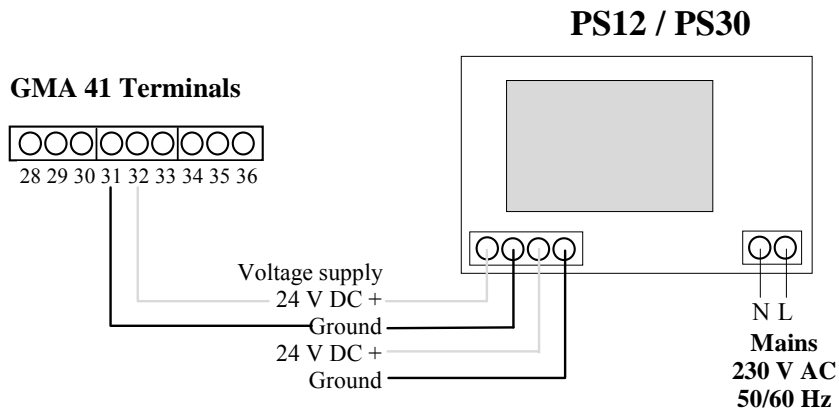 PS12 / PS30
GMA 41 Terminals
28 29 30 31 32 33 34 35 36
Voltage supply
24 V DC +
Ground
24 V DC +
Ground
N L
Mains
230 V AC
50/60 Hz